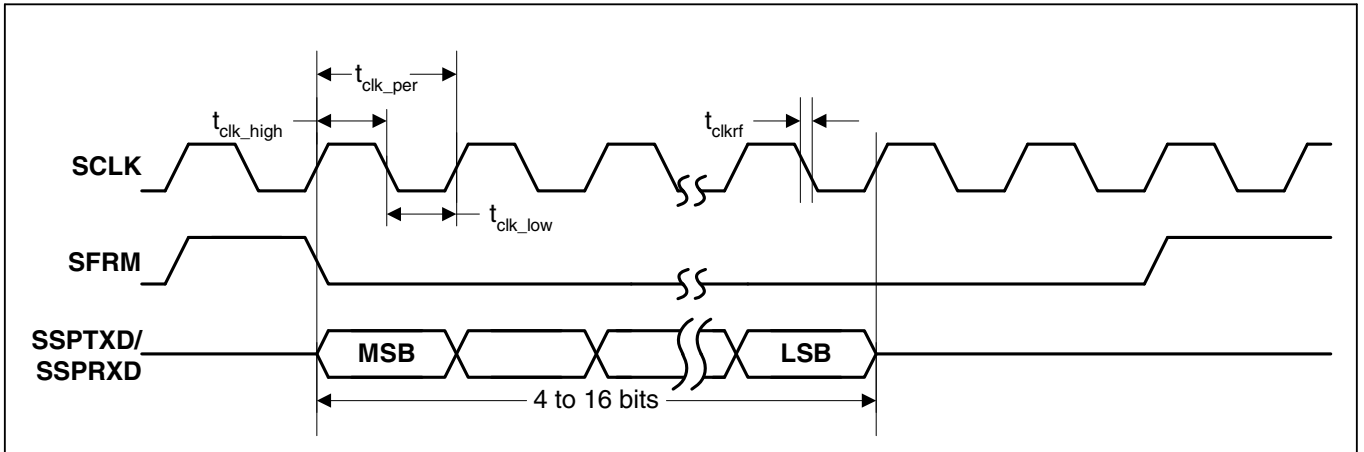 t_clk_per
t_clk_high
t_clkrf
SCLK
t_clk_low
SFRM
SSPTXD/
SSPRXD
MSB
LSB
4 to 16 bits